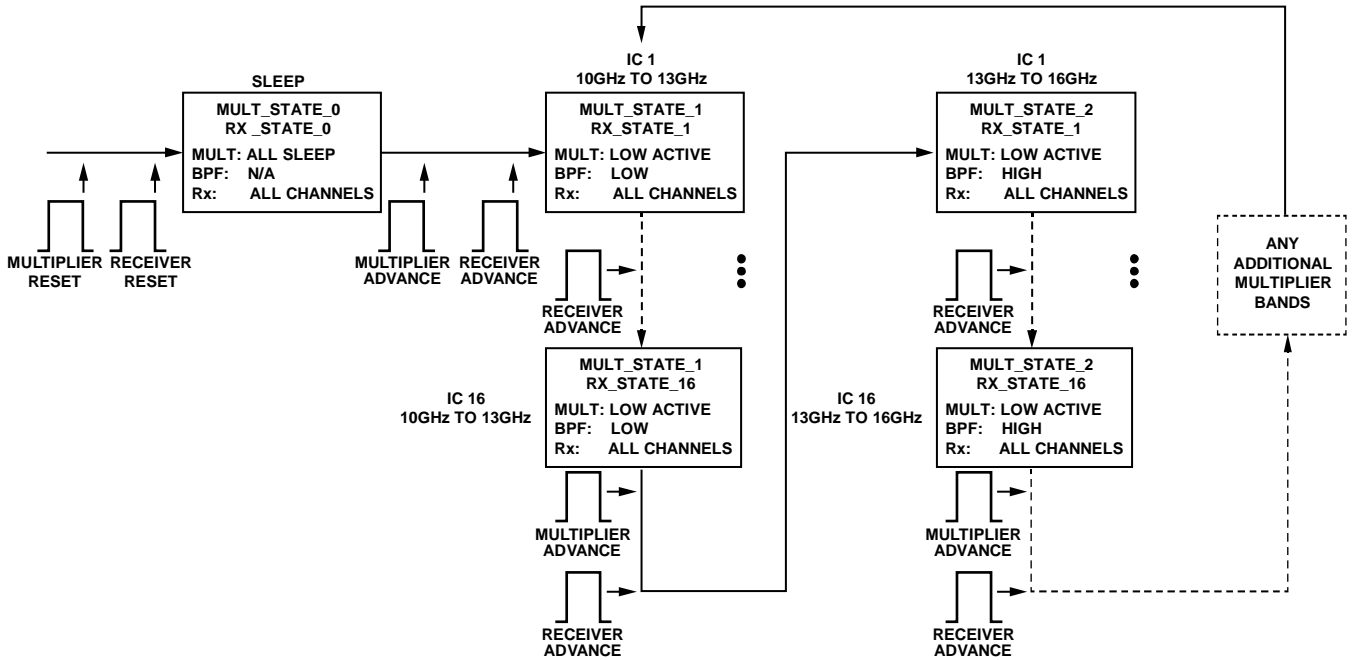 SLEEP
MULT_STATE_0
RX _STATE_0
MULT: ALL SLEEP
BPF: N/A
Rx: ALL CHANNELS
MULTIPLIER
RESET
RECEIVER
RESET
MULTIPLIER
ADVANCE
RECEIVER
ADVANCE
IC 1
10GHz TO 13GHz
MULT_STATE_1
RX_STATE_1
MULT: LOW ACTIVE
BPF: LOW
Rx: ALL CHANNELS
RECEIVER
ADVANCE
IC 16
10GHz TO 13GHz
MULT_STATE_1
RX_STATE_16
MULT: LOW ACTIVE
BPF: LOW
Rx: ALL CHANNELS
MULTIPLIER
ADVANCE
RECEIVER
ADVANCE
IC 1
13GHz TO 16GHz
MULT_STATE_2
RX_STATE_1
MULT: LOW ACTIVE
BPF: HIGH
Rx: ALL CHANNELS
RECEIVER
ADVANCE
IC 16
13GHz TO 16GHz
MULT_STATE_2
RX_STATE_16
MULT: LOW ACTIVE
BPF: HIGH
Rx: ALL CHANNELS
MULTIPLIER
ADVANCE
RECEIVER
ADVANCE
ANY
ADDITIONAL
MULTIPLIER
BANDS